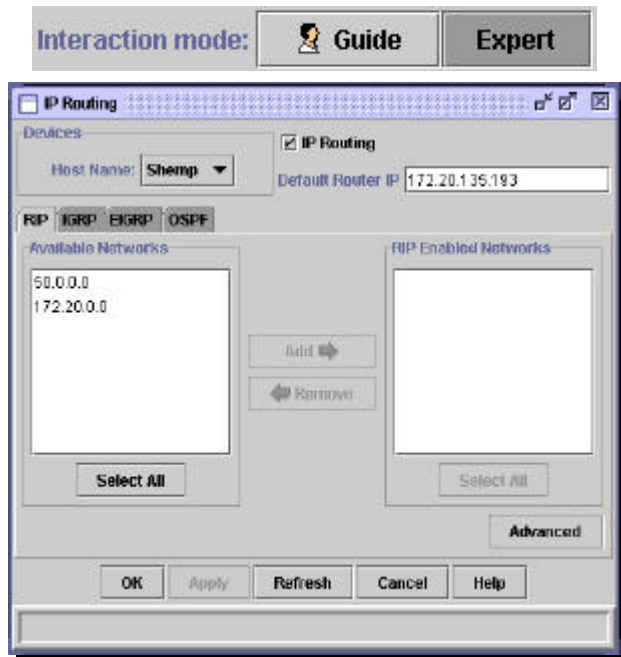 Interaction mode: Guide Expert
IP Routing
Devices
Host Name: Shemp
IP Routing
Default Router IP 172.20.135.193
RIP IGRP EIGRP OSPF
Available Networks
RIP Enabled Networks
50.0.0.0
172.20.0.0
Add
Remove
Select All
Select All
Advanced
OK Apply Refresh Cancel Help